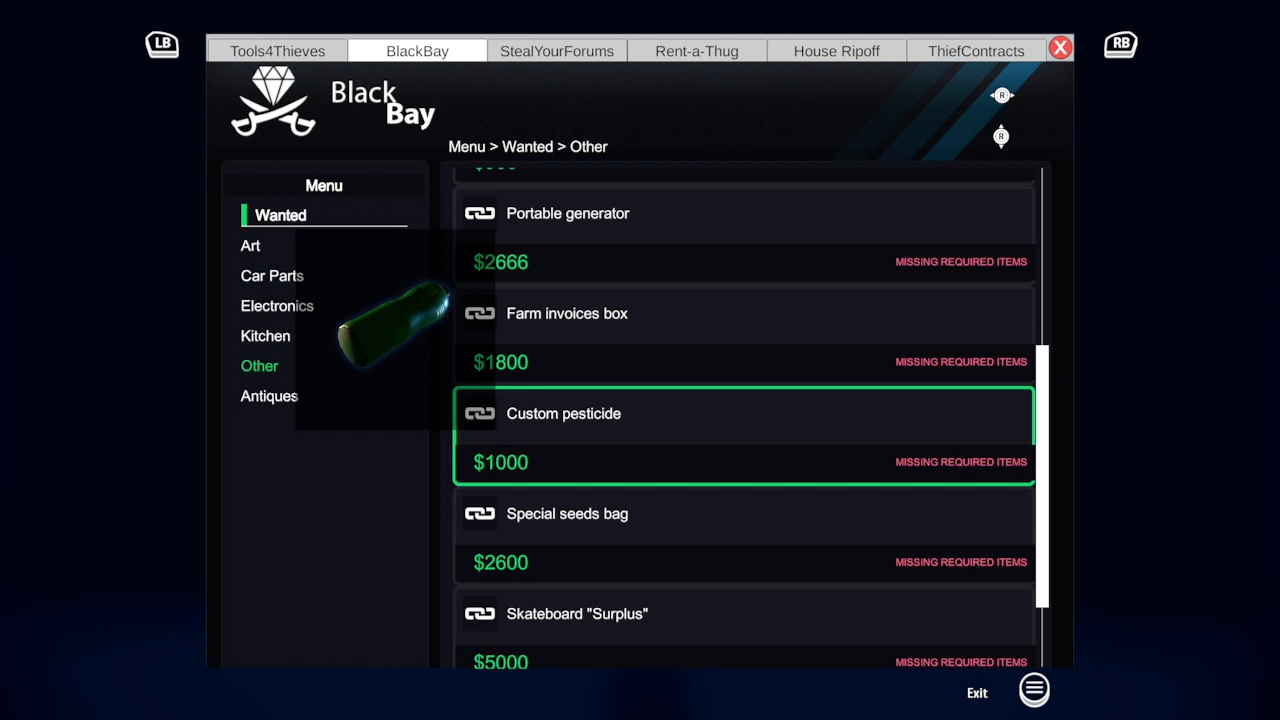 LB
Tools4Thieves
BlackBay
StealYourForums
Rent-a-Thug
House Ripoff
ThiefContracts
X
RB
Black
Bay
R
R
Menu > Wanted > Other
Menu
Wanted
Art
Car Parts
Electronics
Kitchen
Other
Antiques
Portable generator
$2666
MISSING REQUIRED ITEMS
Farm invoices box
$1800
MISSING REQUIRED ITEMS
Custom pesticide
$1000
MISSING REQUIRED ITEMS
Special seeds bag
$2600
MISSING REQUIRED ITEMS
Skateboard "Surplus"
$5000
MISSING REQUIRED ITEMS
Exit